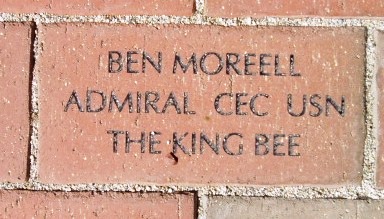 BEN MOREELL
ADMIRAL CEC USN
THE KING BEE